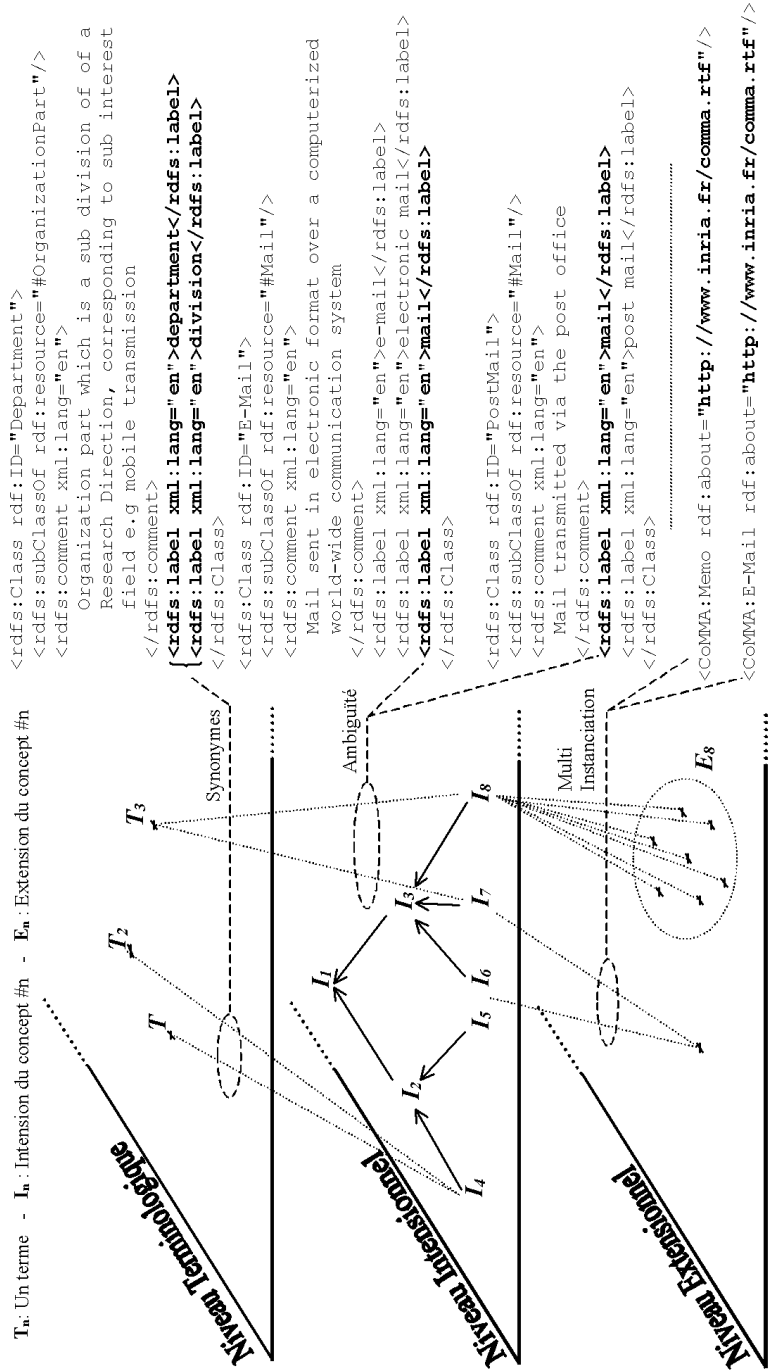 Tn: Un terme - In : Intension du concept #n - En : Extension du concept #n
Niveau Terminologique
T
T2
T3
Synonymes
Niveau Intensionnel
I1
I2
I3
I4
I5
I6
I7
I8
Ambiguïté
Niveau Extensionnel
Multi
Instanciation
E8
<rdfs:Class rdf:ID="Department">
<rdfs:subClassOf rdf:resource="#OrganizationPart"/>
<rdfs:comment xml:lang="en">
Organization part which is a sub division of of a
Research Direction, corresponding to sub interest
field e.g mobile transmission
</rdfs:comment>
<rdfs:label xml:lang="en">department</rdfs:label>
<rdfs:label xml:lang="en">division</rdfs:label>
</rdfs:Class>
<rdfs:Class rdf:ID="E-Mail">
<rdfs:subClassOf rdf:resource="#Mail"/>
<rdfs:comment xml:lang="en">
Mail sent in electronic format over a computerized
world-wide communication system
</rdfs:comment>
<rdfs:label xml:lang="en">e-mail</rdfs:label>
<rdfs:label xml:lang="en">electronic mail</rdfs:label>
<rdfs:label xml:lang="en">mail</rdfs:label>
</rdfs:Class>
<rdfs:Class rdf:ID="PostMail">
<rdfs:subClassOf rdf:resource="#Mail"/>
<rdfs:comment xml:lang="en">
Mail transmitted via the post office
</rdfs:comment>
<rdfs:label xml:lang="en">mail</rdfs:label>
<rdfs:label xml:lang="en">post mail</rdfs:label>
</rdfs:Class>
<CoMMA:Memo rdf:about="http://www.inria.fr/comma.rtf"/>
<CoMMA:E-Mail rdf:about="http://www.inria.fr/comma.rtf"/>